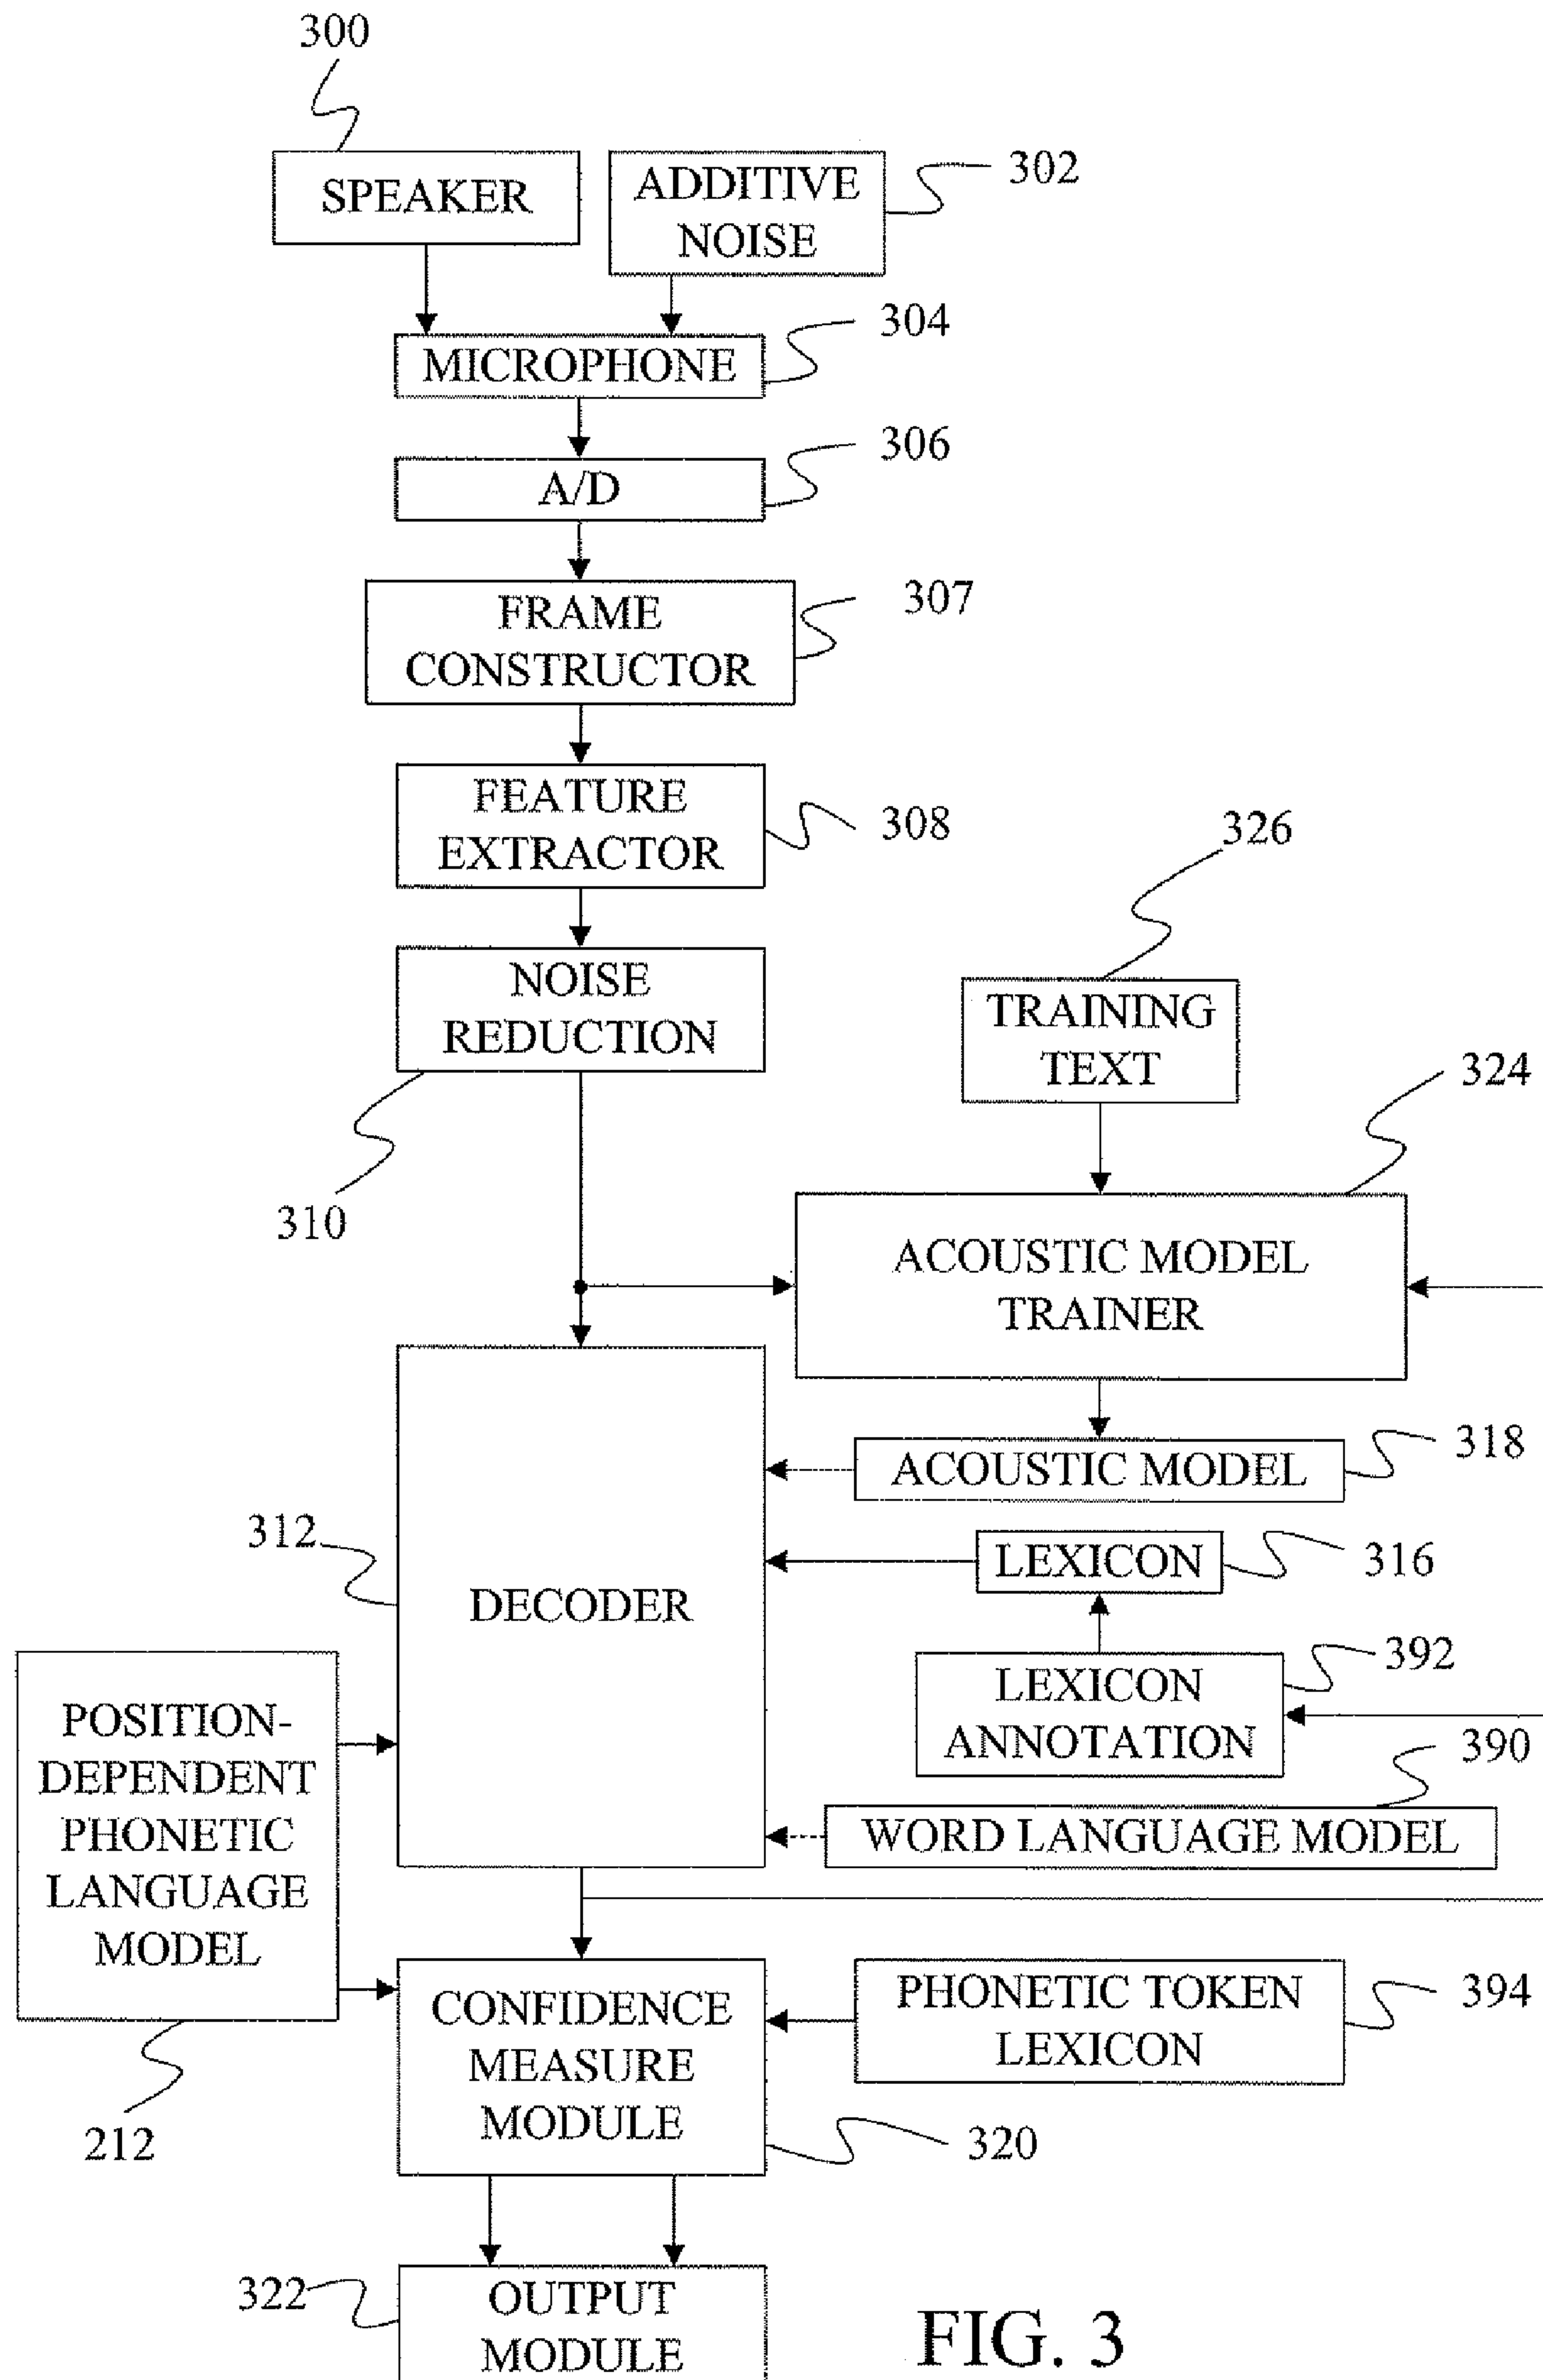 300
SPEAKER
ADDITIVE
NOISE
302
MICROPHONE
304
A/D
306
FRAME
CONSTRUCTOR
307
FEATURE
EXTRACTOR
308
NOISE
REDUCTION
310
326
TRAINING
TEXT
324
ACOUSTIC MODEL
TRAINER
ACOUSTIC MODEL
318
312
DECODER
LEXICON
316
LEXICON
ANNOTATION
392
390
WORD LANGUAGE MODEL
POSITION-
DEPENDENT
PHONETIC
LANGUAGE
MODEL
212
CONFIDENCE
MEASURE
MODULE
320
PHONETIC TOKEN
LEXICON
394
322
OUTPUT
MODULE
FIG. 3